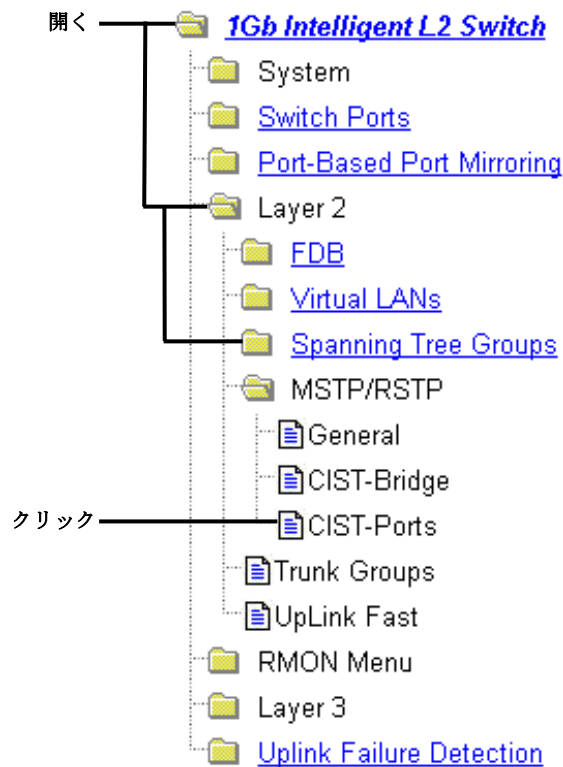 開く
1Gb Intelligent L2 Switch
System
Switch Ports
Port-Based Port Mirroring
Layer 2
FDB
Virtual LANs
Spanning Tree Groups
MSTP/RSTP
General
CIST-Bridge
クリック
CIST-Ports
Trunk Groups
UpLink Fast
RMON Menu
Layer 3
Uplink Failure Detection